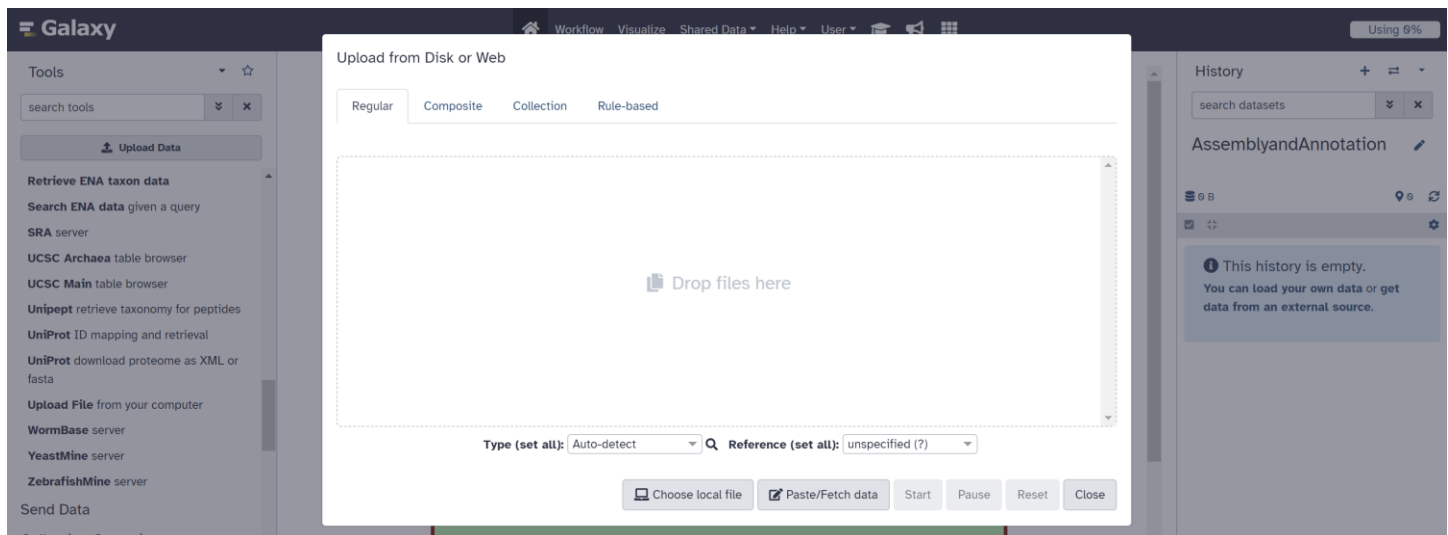 Galaxy
Workflow Visualize Shared Data Help User
Using 0%
Tools
search tools
Upload Data
Retrieve ENA taxon data
Search ENA data given a query
SRA server
UCSC Archaea table browser
UCSC Main table browser
Unipept retrieve taxonomy for peptides
UniProt ID mapping and retrieval
UniProt download proteome as XML or
fasta
Upload File from your computer
WormBase server
YeastMine server
ZebrafishMine server
Send Data
Upload from Disk or Web
Regular Composite Collection Rule-based
Drop files here
Type (set all): Auto-detect Reference (set all): unspecified (?)
Choose local file Paste/Fetch data Start Pause Reset Close
History
search datasets
AssemblyandAnnotation
0 B 0
This history is empty.
You can load your own data or get
data from an external source.